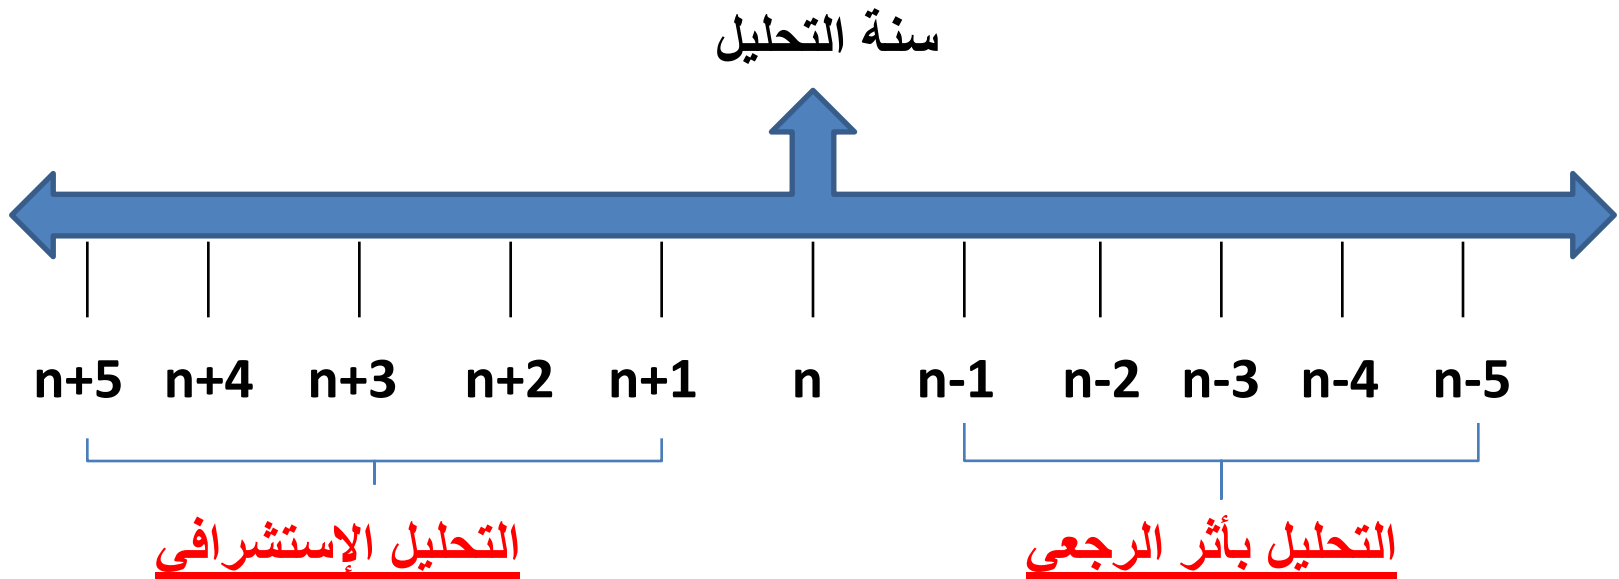 سنة التحليل
n+5 n+4 n+3 n+2 n+1 n n-1 n-2 n-3 n-4 n-5
التحليل بأثر الرجعي
التحليل الإستشرافي